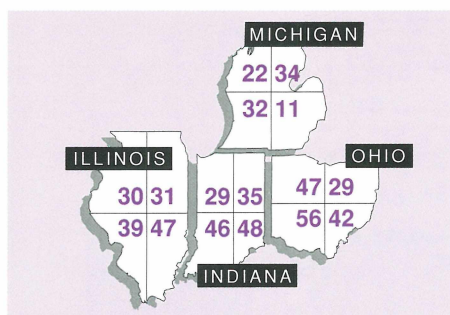 MICHIGAN
22 34
32 11
ILLINOIS
30 31
39 47
29 35
46 48
INDIANA
OHIO
47 29
56 42